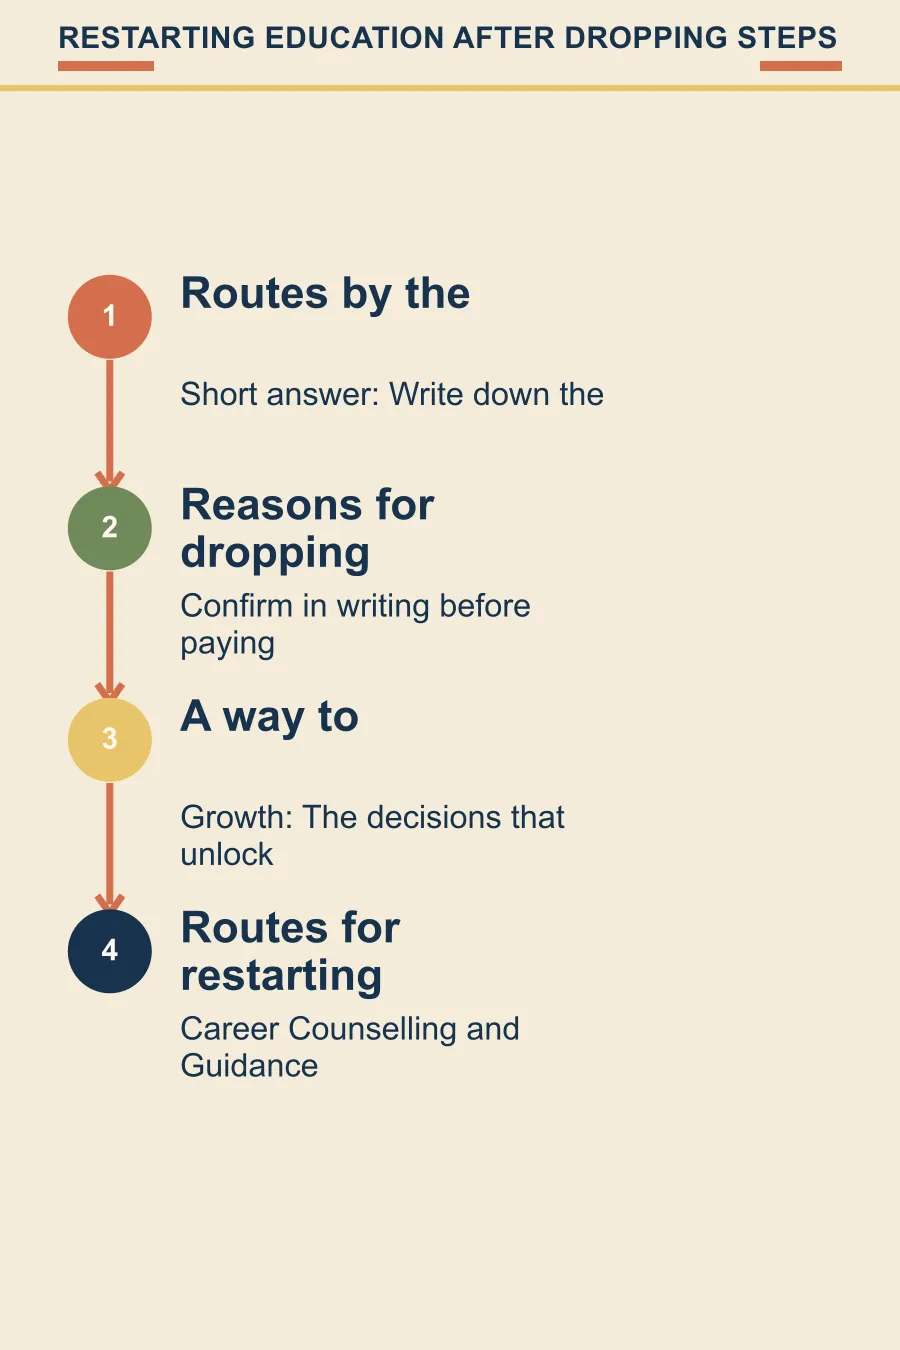 RESTARTING EDUCATION AFTER DROPPING STEPS
1
Routes by the
Short answer: Write down the
2
Reasons for
dropping
Confirm in writing before
paying
3
A way to
Growth: The decisions that
unlock
4
Routes for
restarting
Career Counselling and
Guidance